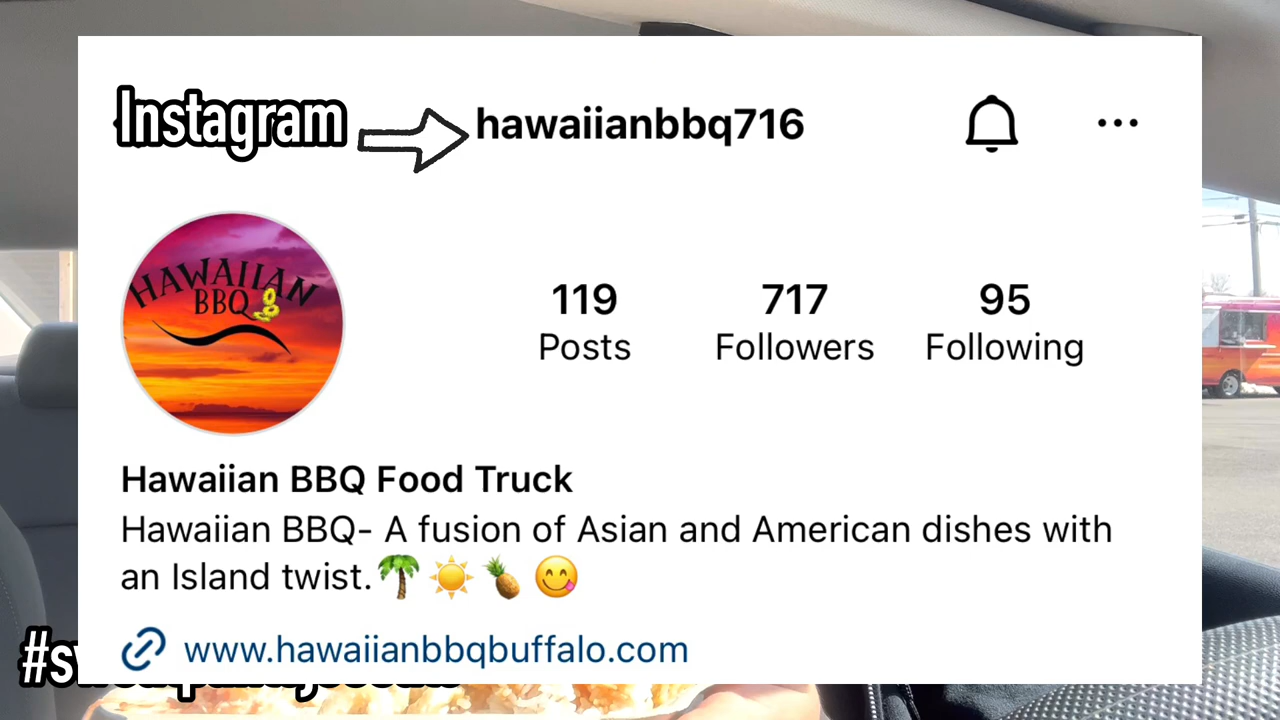 Instagram
hawaiianbbq716
HAWAIIAN
BBQ
119
717
95
Posts
Followers
Following
Hawaiian BBQ Food Truck
Hawaiian BBQ- A fusion of Asian and American dishes with
an Island twist.🌴☀️🍍😋
www.hawaiianbbqbuffalo.com